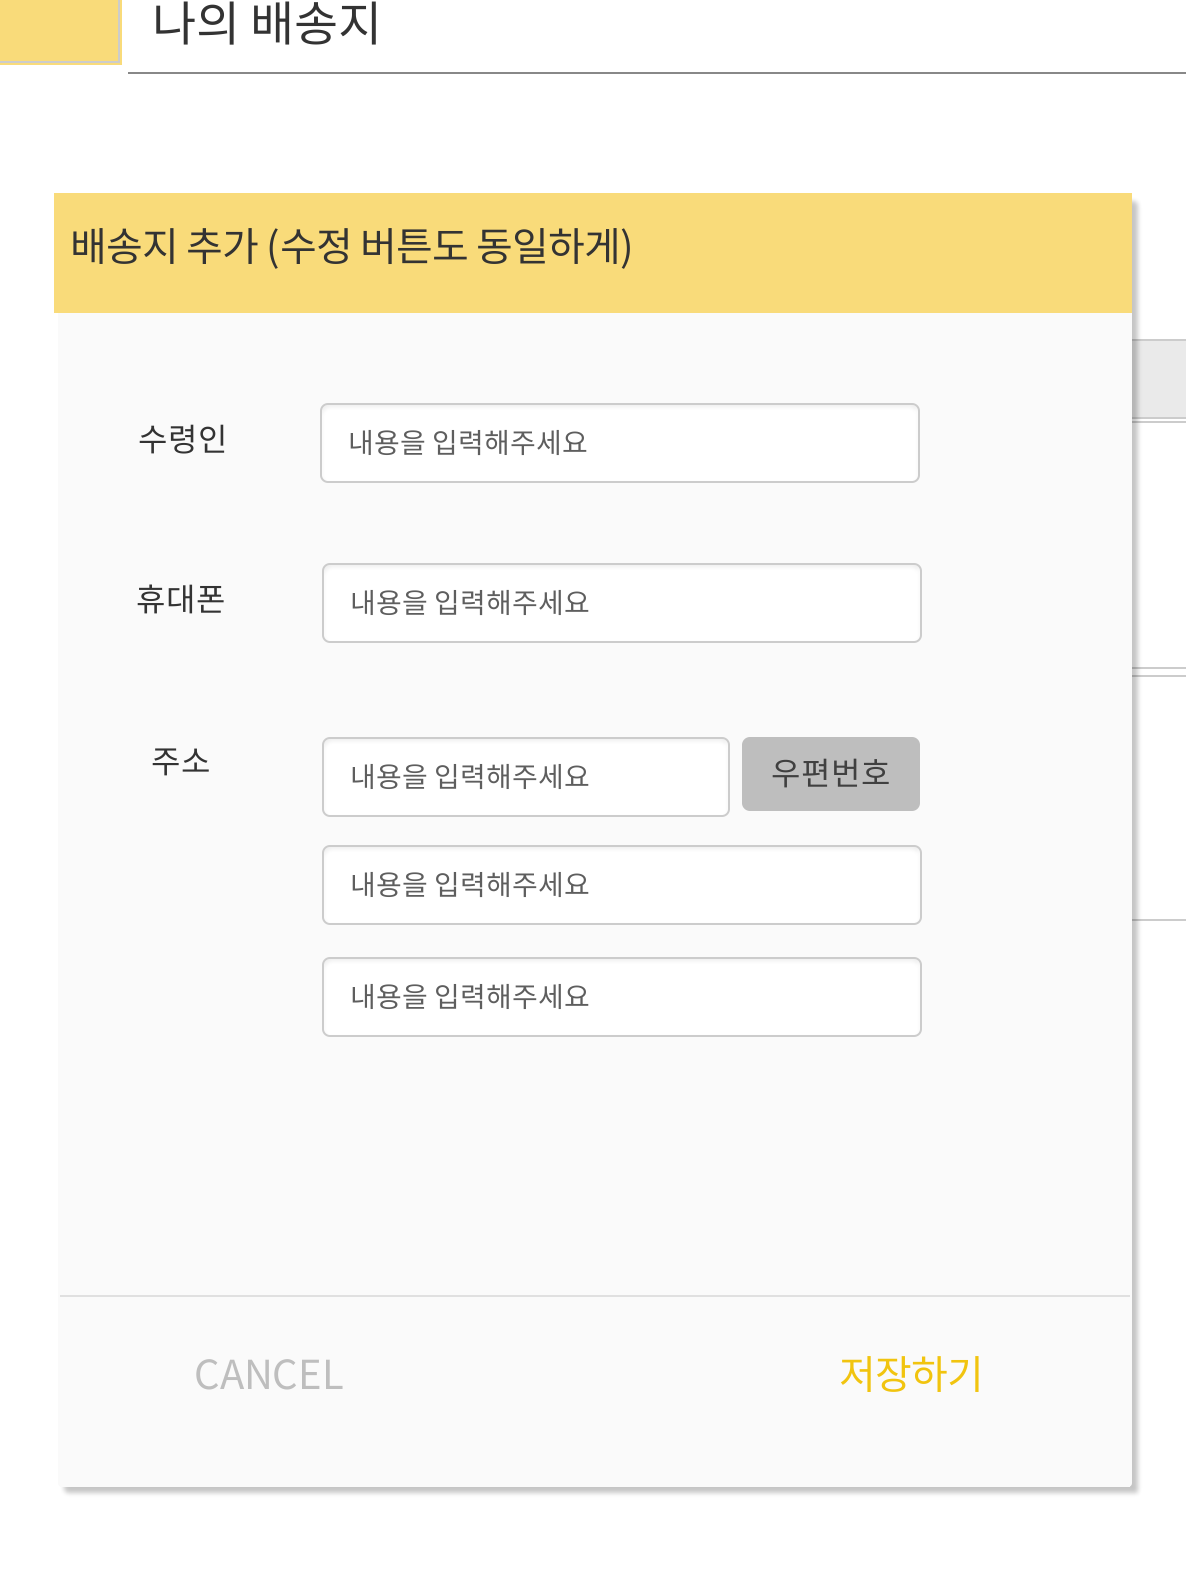 나의 배송지
배송지 추가 (수정 버튼도 동일하게)
수령인 내용을 입력해주세요
휴대폰 내용을 입력해주세요
주소 내용을 입력해주세요 우편번호
내용을 입력해주세요
내용을 입력해주세요
CANCEL 저장하기